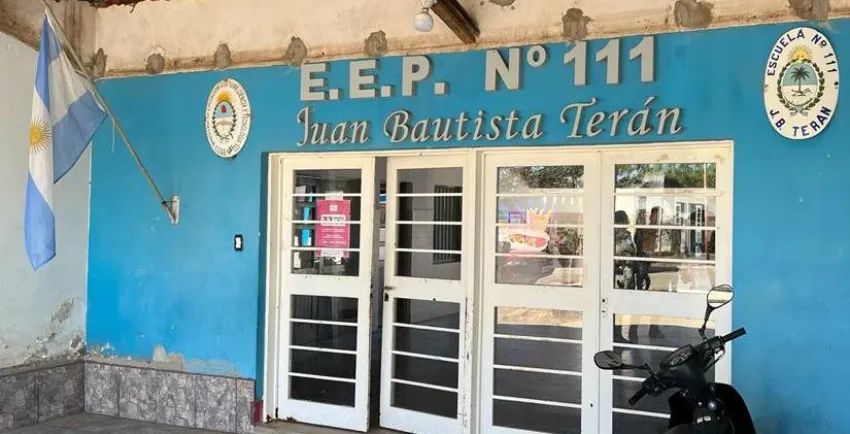 E.E.P. Nº 111
Juan Bautista Terán
ESCUELA Nº 111
J.B. TERAN